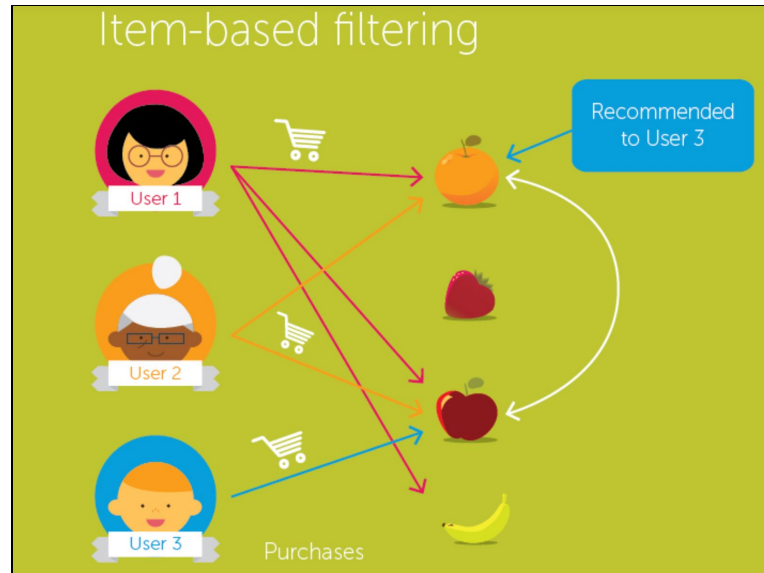 Item-based filtering
User 1
Recommended
to User 3
User 2
User 3
Purchases